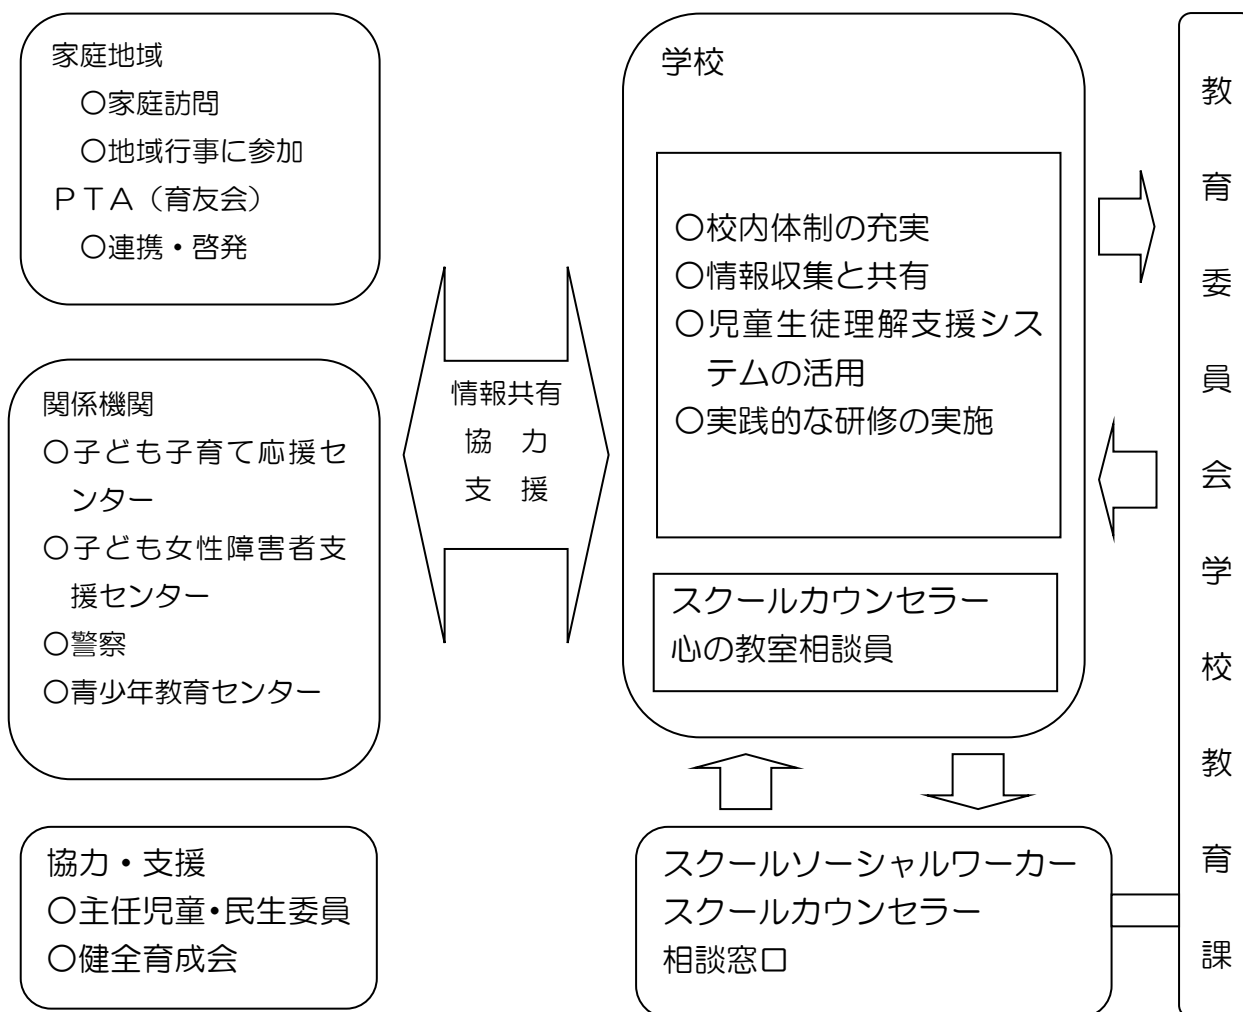 家庭地域
○家庭訪問
○地域行事に参加
ＰＴＡ（育友会）
○連携・啓発
関係機関
○子ども子育て応援セ
ンター
○子ども女性障害者支
援センター
○警察
○青少年教育センター
協力・支援
○主任児童・民生委員
○健全育成会
情報共有
協　力
支　援
学校
○校内体制の充実
○情報収集と共有
○児童生徒理解支援シス
テムの活用
○実践的な研修の実施
スクールカウンセラー
心の教室相談員
スクールソーシャルワーカー
スクールカウンセラー
相談窓口
教育委員会学校教育課